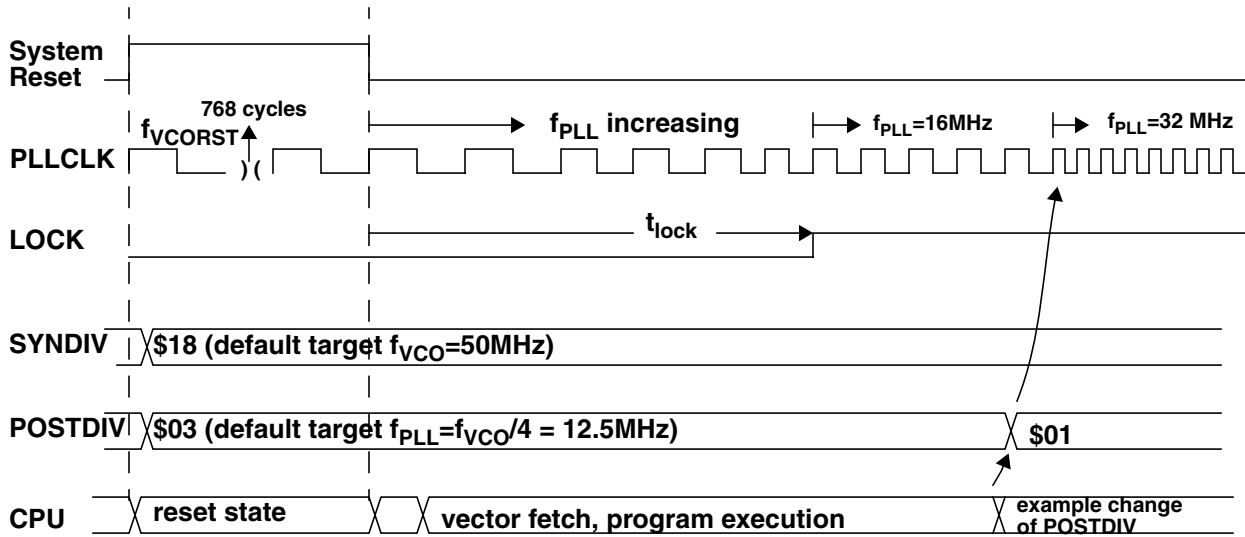 System
Reset
768 cycles
fVCORST
fPLL increasing
fPLL=16MHz
fPLL=32 MHz
PLLCLK
) (
LOCK
tlock
SYNDIV
$18 (default target fVCO=50MHz)
POSTDIV
$03 (default target fPLL=fVCO/4 = 12.5MHz)
$01
CPU
reset state
vector fetch, program execution
example change
of POSTDIV